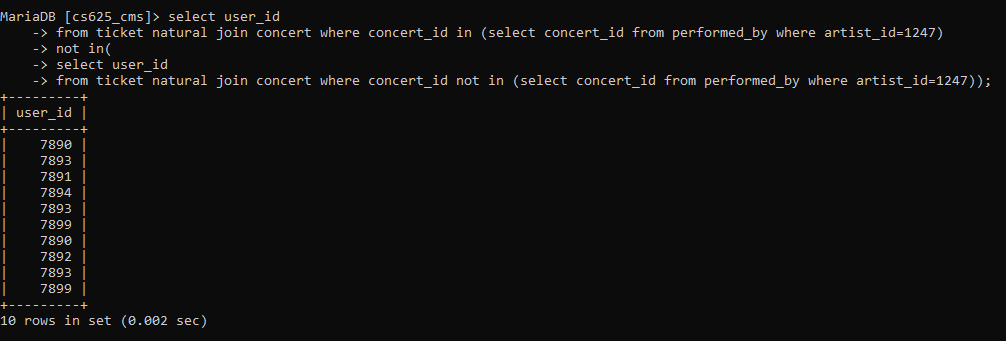 MariaDB [cs625_cms]> select user_id
    -> from ticket natural join concert where concert_id in (select concert_id from performed_by where artist_id=1247)
    -> not in(
    -> select user_id
    -> from ticket natural join concert where concert_id not in (select concert_id from performed_by where artist_id=1247));
+---------+
| user_id |
+---------+
|    7890 |
|    7893 |
|    7891 |
|    7894 |
|    7893 |
|    7899 |
|    7890 |
|    7892 |
|    7893 |
|    7899 |
+---------+
10 rows in set (0.002 sec)